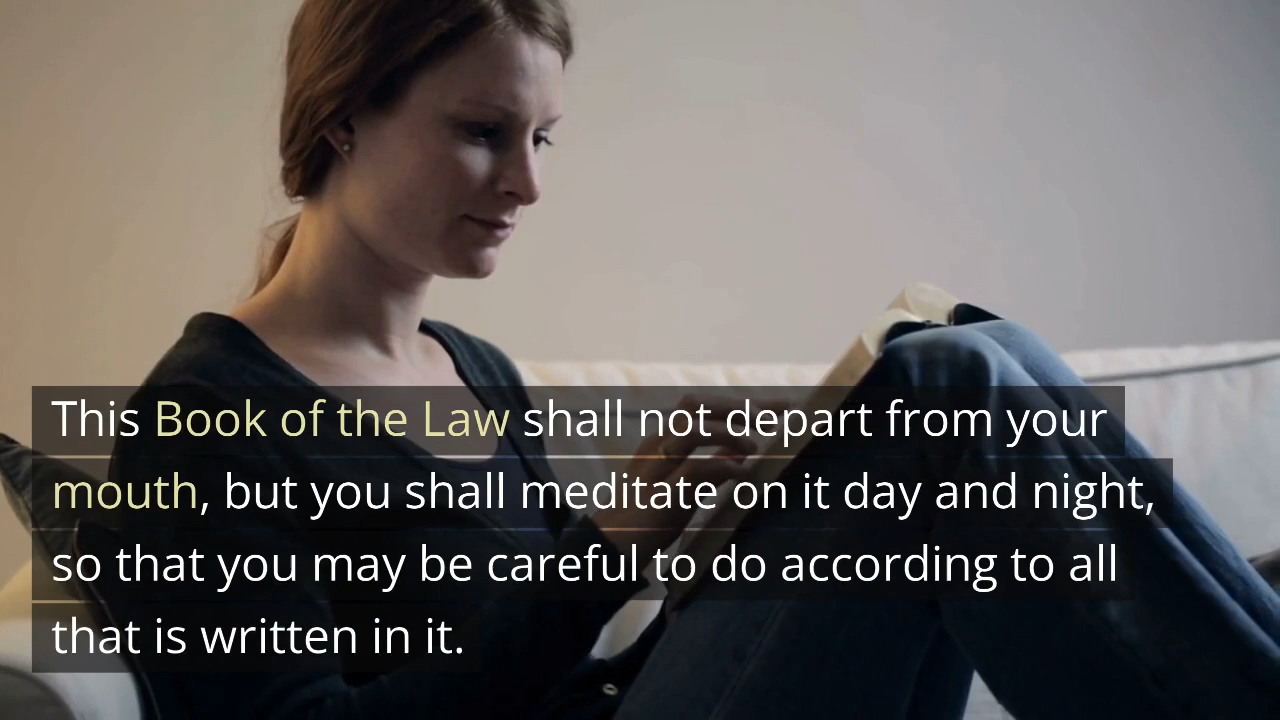 This Book of the Law shall not depart from your
mouth, but you shall meditate on it day and night,
so that you may be careful to do according to all
that is written in it.